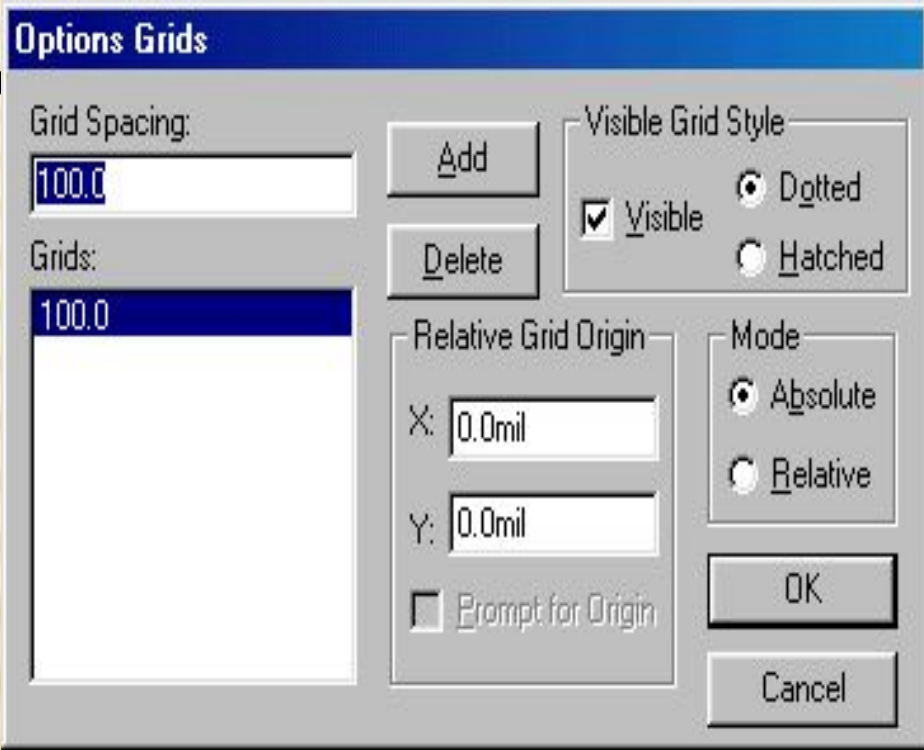 Options Grids
Grid Spacing:
100.0
Grids:
100.0
Add
Delete
Visible Grid Style
Visible
Dotted
Hatched
Relative Grid Origin
X: 0.0mil
Y: 0.0mil
Prompt for Origin
Mode
Absolute
Relative
OK
Cancel